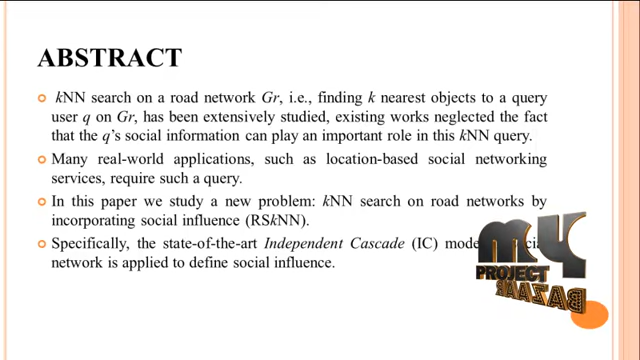 ABSTRACT
kNN search on a road network Gr, i.e., finding k nearest objects to a query
user q on Gr, has been extensively studied, existing works neglected the fact
that the q's social information can play an important role in this kNN query.
Many real-world applications, such as location-based social networking
services, require such a query.
In this paper we study a new problem: kNN search on road networks by
incorporating social influence (RSkNN).
Specifically, the state-of-the-art Independent Cascade (IC)
network is applied to define social influence.
MY
PROJECT
BAZAAR